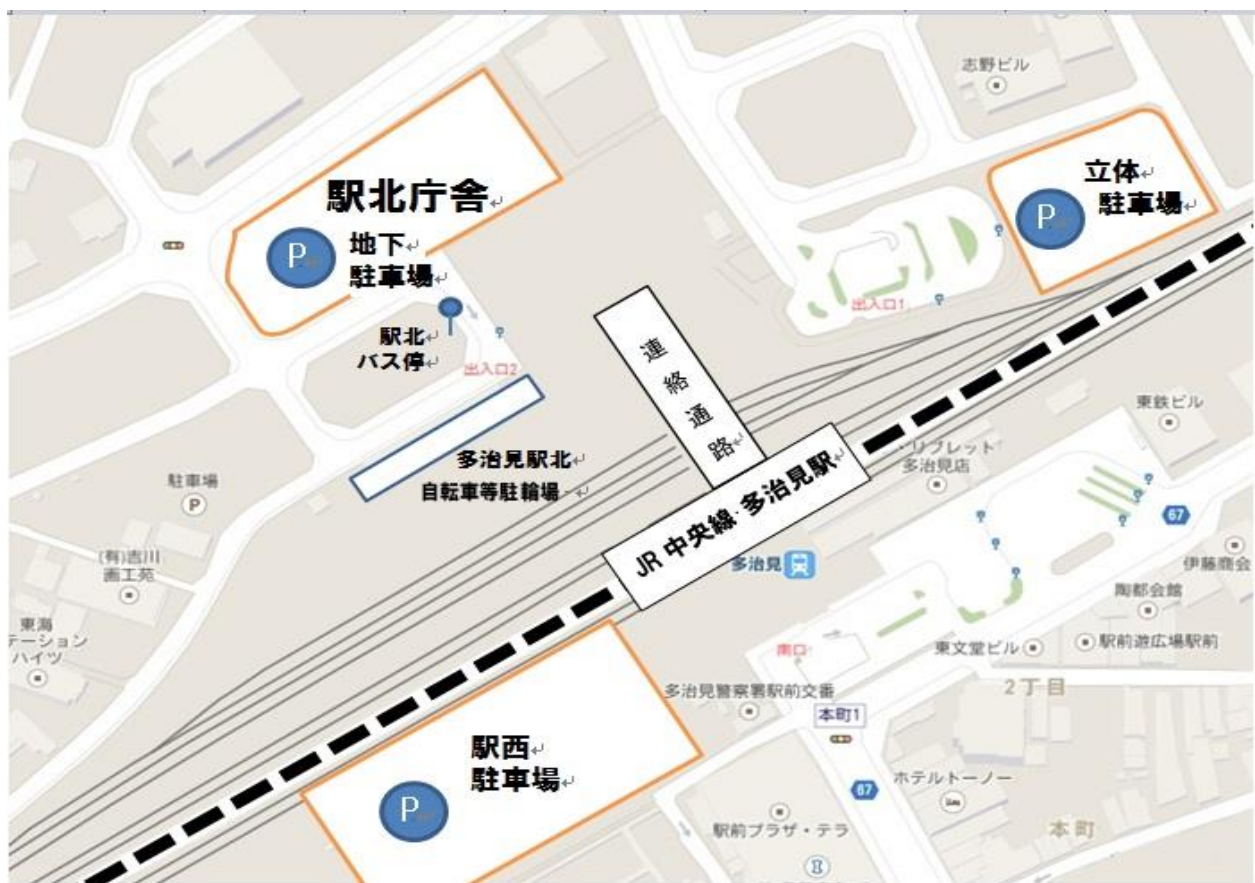 志野ビル
立体
駐車場
P
駅北庁舎
P
地下
駐車場
駅北
バス停
出入口1
出入口2
連絡通路
東鉄ビル
リブレット
多治見店
多治見駅北
自転車等駐輪場
駐車場
P
JR 中央線・多治見駅
67
多治見
(有)吉川
画工苑
伊藤商会
陶都会館
東海
テーション
ハイツ
南口
東文堂ビル
駅前遊広場駅前
多治見警察署駅前交番
2丁目
本町1
駅西
駐車場
P
67
ホテルトーノー
駅前プラザ・テラ
本町